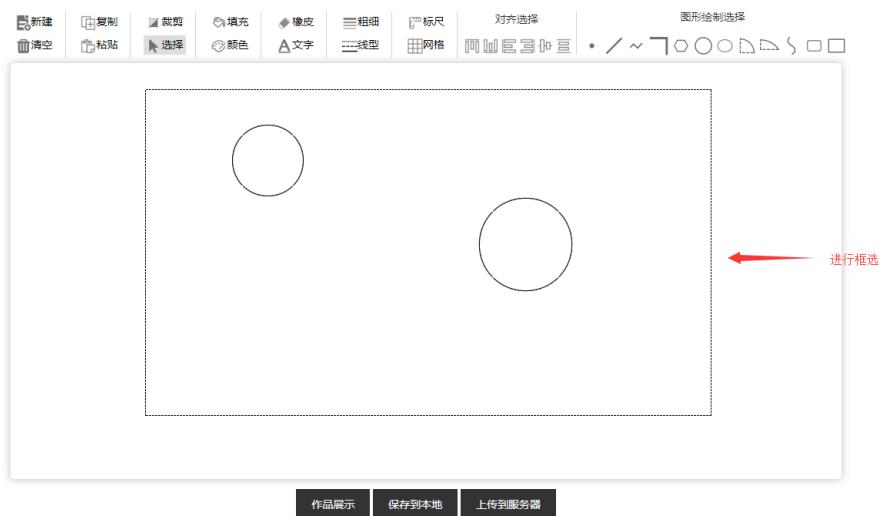 新建 复制 裁剪 填充 橡皮 粗细 标尺 对齐选择 图形绘制选择
清空 粘贴 选择 颜色 文字 线型 网格
进行框选
作品展示 保存到本地 上传到服务器